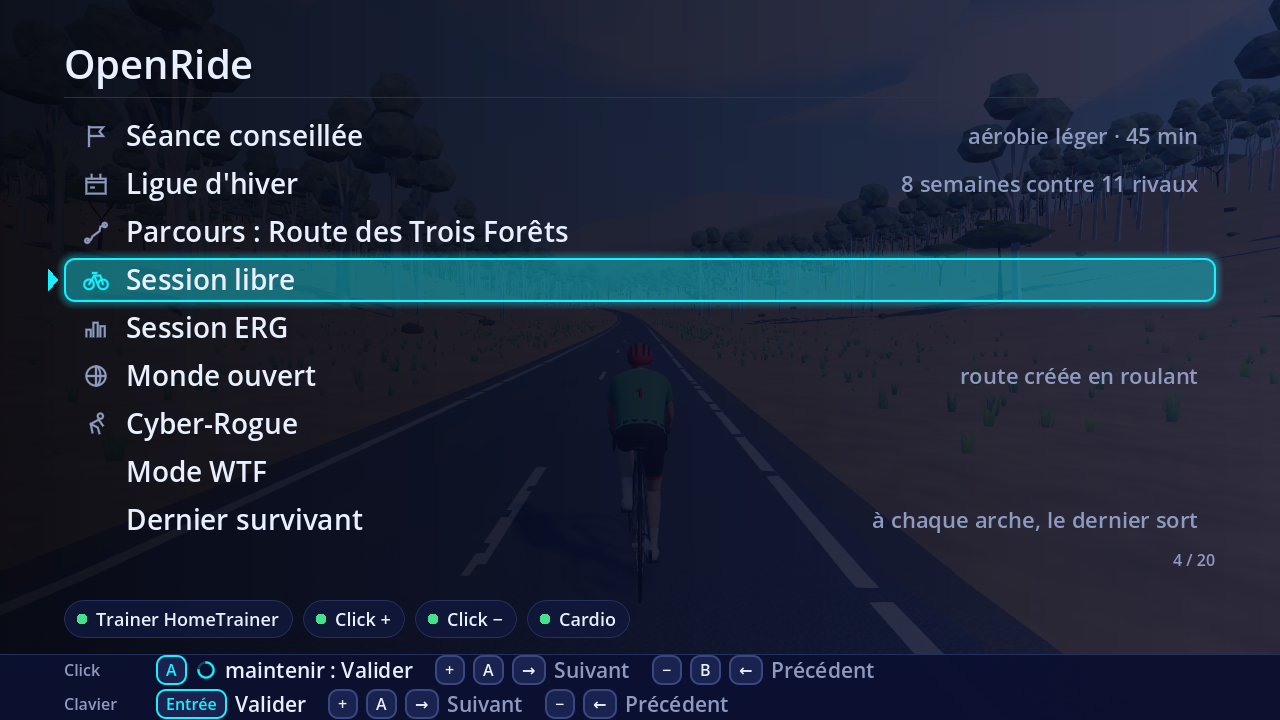 OpenRide
Séance conseillée aérobie léger · 45 min
Ligue d'hiver 8 semaines contre 11 rivaux
Parcours : Route des Trois Forêts
Session libre
Session ERG
Monde ouvert route créée en roulant
Cyber-Rogue
Mode WTF
Dernier survivant à chaque arche, le dernier sort
4 / 20
Trainer HomeTrainer Click + Click − Cardio
Click A maintenir : Valider + A → Suivant − B ← Précédent
Clavier Entrée Valider + A → Suivant − ← Précédent